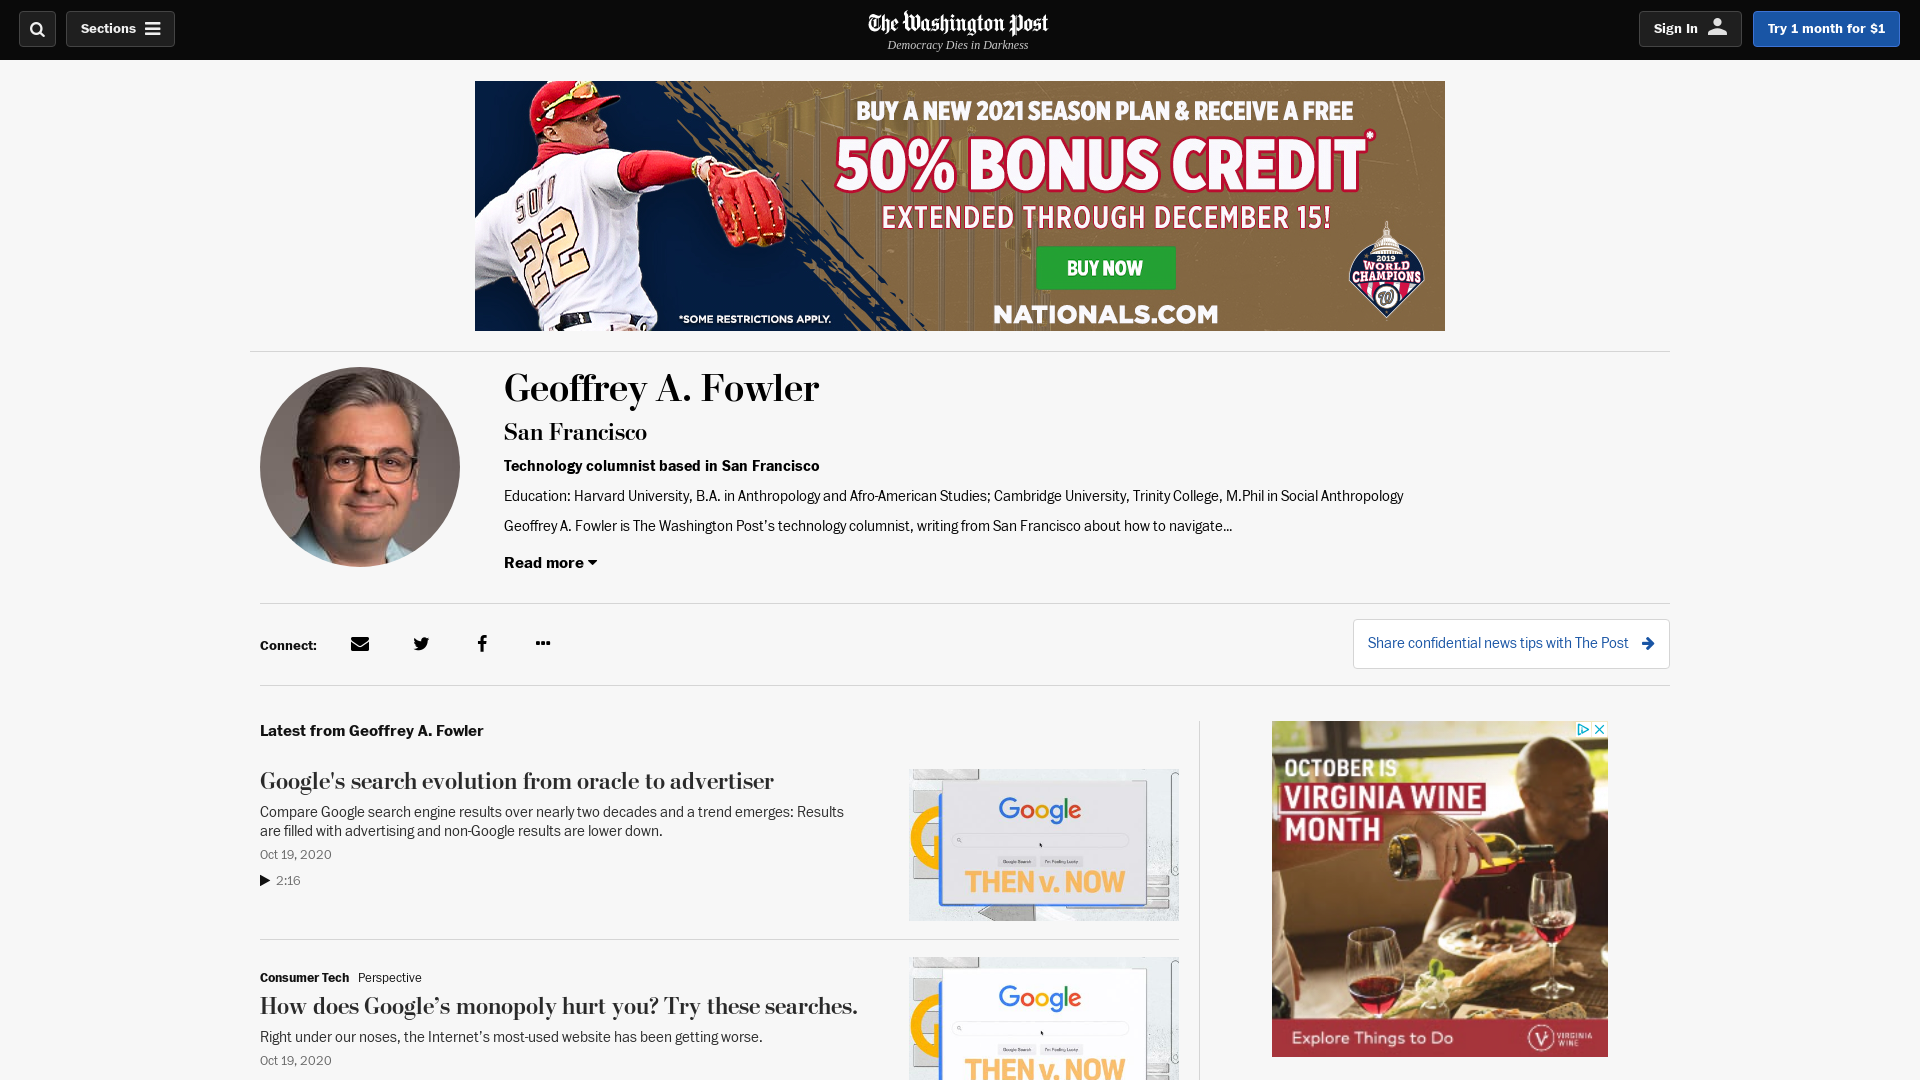 Sections
The Washington Post
Democracy Dies in Darkness
Sign In
Try 1 month for $1
BUY A NEW 2021 SEASON PLAN & RECEIVE A FREE
50% BONUS CREDIT*
EXTENDED THROUGH DECEMBER 15!
BUY NOW
NATIONALS.COM
*SOME RESTRICTIONS APPLY.
SOTO
22
2019
WORLD
CHAMPIONS
W
Geoffrey A. Fowler
San Francisco
Technology columnist based in San Francisco
Education: Harvard University, B.A. in Anthropology and Afro-American Studies; Cambridge University, Trinity College, M.Phil in Social Anthropology
Geoffrey A. Fowler is The Washington Post’s technology columnist, writing from San Francisco about how to navigate...
Read more
Connect:
Share confidential news tips with The Post
Latest from Geoffrey A. Fowler
Google's search evolution from oracle to advertiser
Compare Google search engine results over nearly two decades and a trend emerges: Results
are filled with advertising and non-Google results are lower down.
Oct 19, 2020
2:16
Google
Google Search I'm Feeling Lucky
THEN v. NOW
Consumer Tech Perspective
How does Google’s monopoly hurt you? Try these searches.
Right under our noses, the Internet’s most-used website has been getting worse.
Oct 19, 2020
Google
Google Search I'm Feeling Lucky
THEN v. NOW
OCTOBER IS
VIRGINIA WINE
MONTH
Explore Things to Do
VIRGINIA
WINE